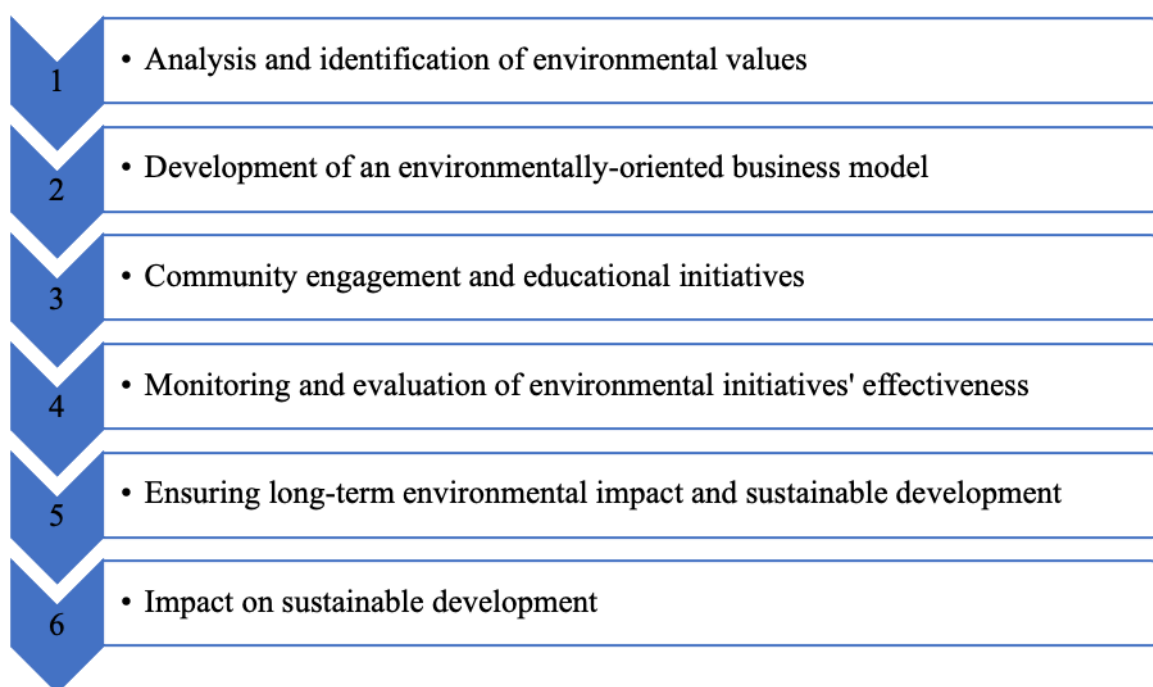 1
• Analysis and identification of environmental values
2
• Development of an environmentally-oriented business model
3
• Community engagement and educational initiatives
4
• Monitoring and evaluation of environmental initiatives' effectiveness
5
• Ensuring long-term environmental impact and sustainable development
6
• Impact on sustainable development